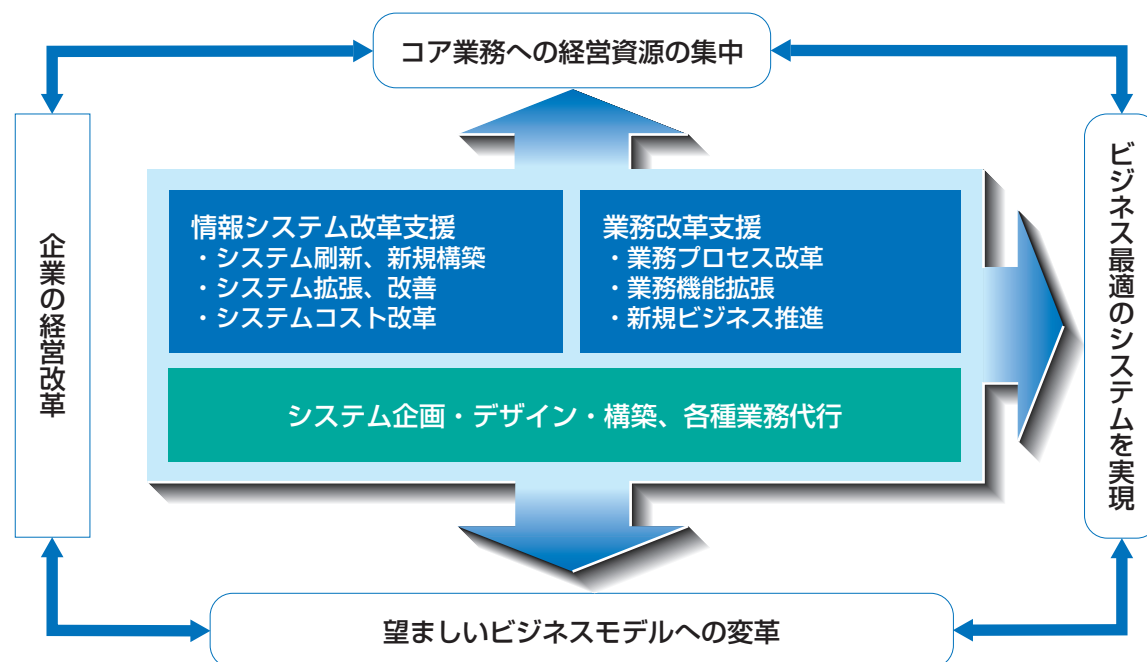 コア業務への経営資源の集中
企業の経営改革
情報システム改革支援
・システム刷新、新規構築
・システム拡張、改善
・システムコスト改革
業務改革支援
・業務プロセス改革
・業務機能拡張
・新規ビジネス推進
システム企画・デザイン・構築、各種業務代行
ビジネス最適のシステムを実現
望ましいビジネスモデルへの変革